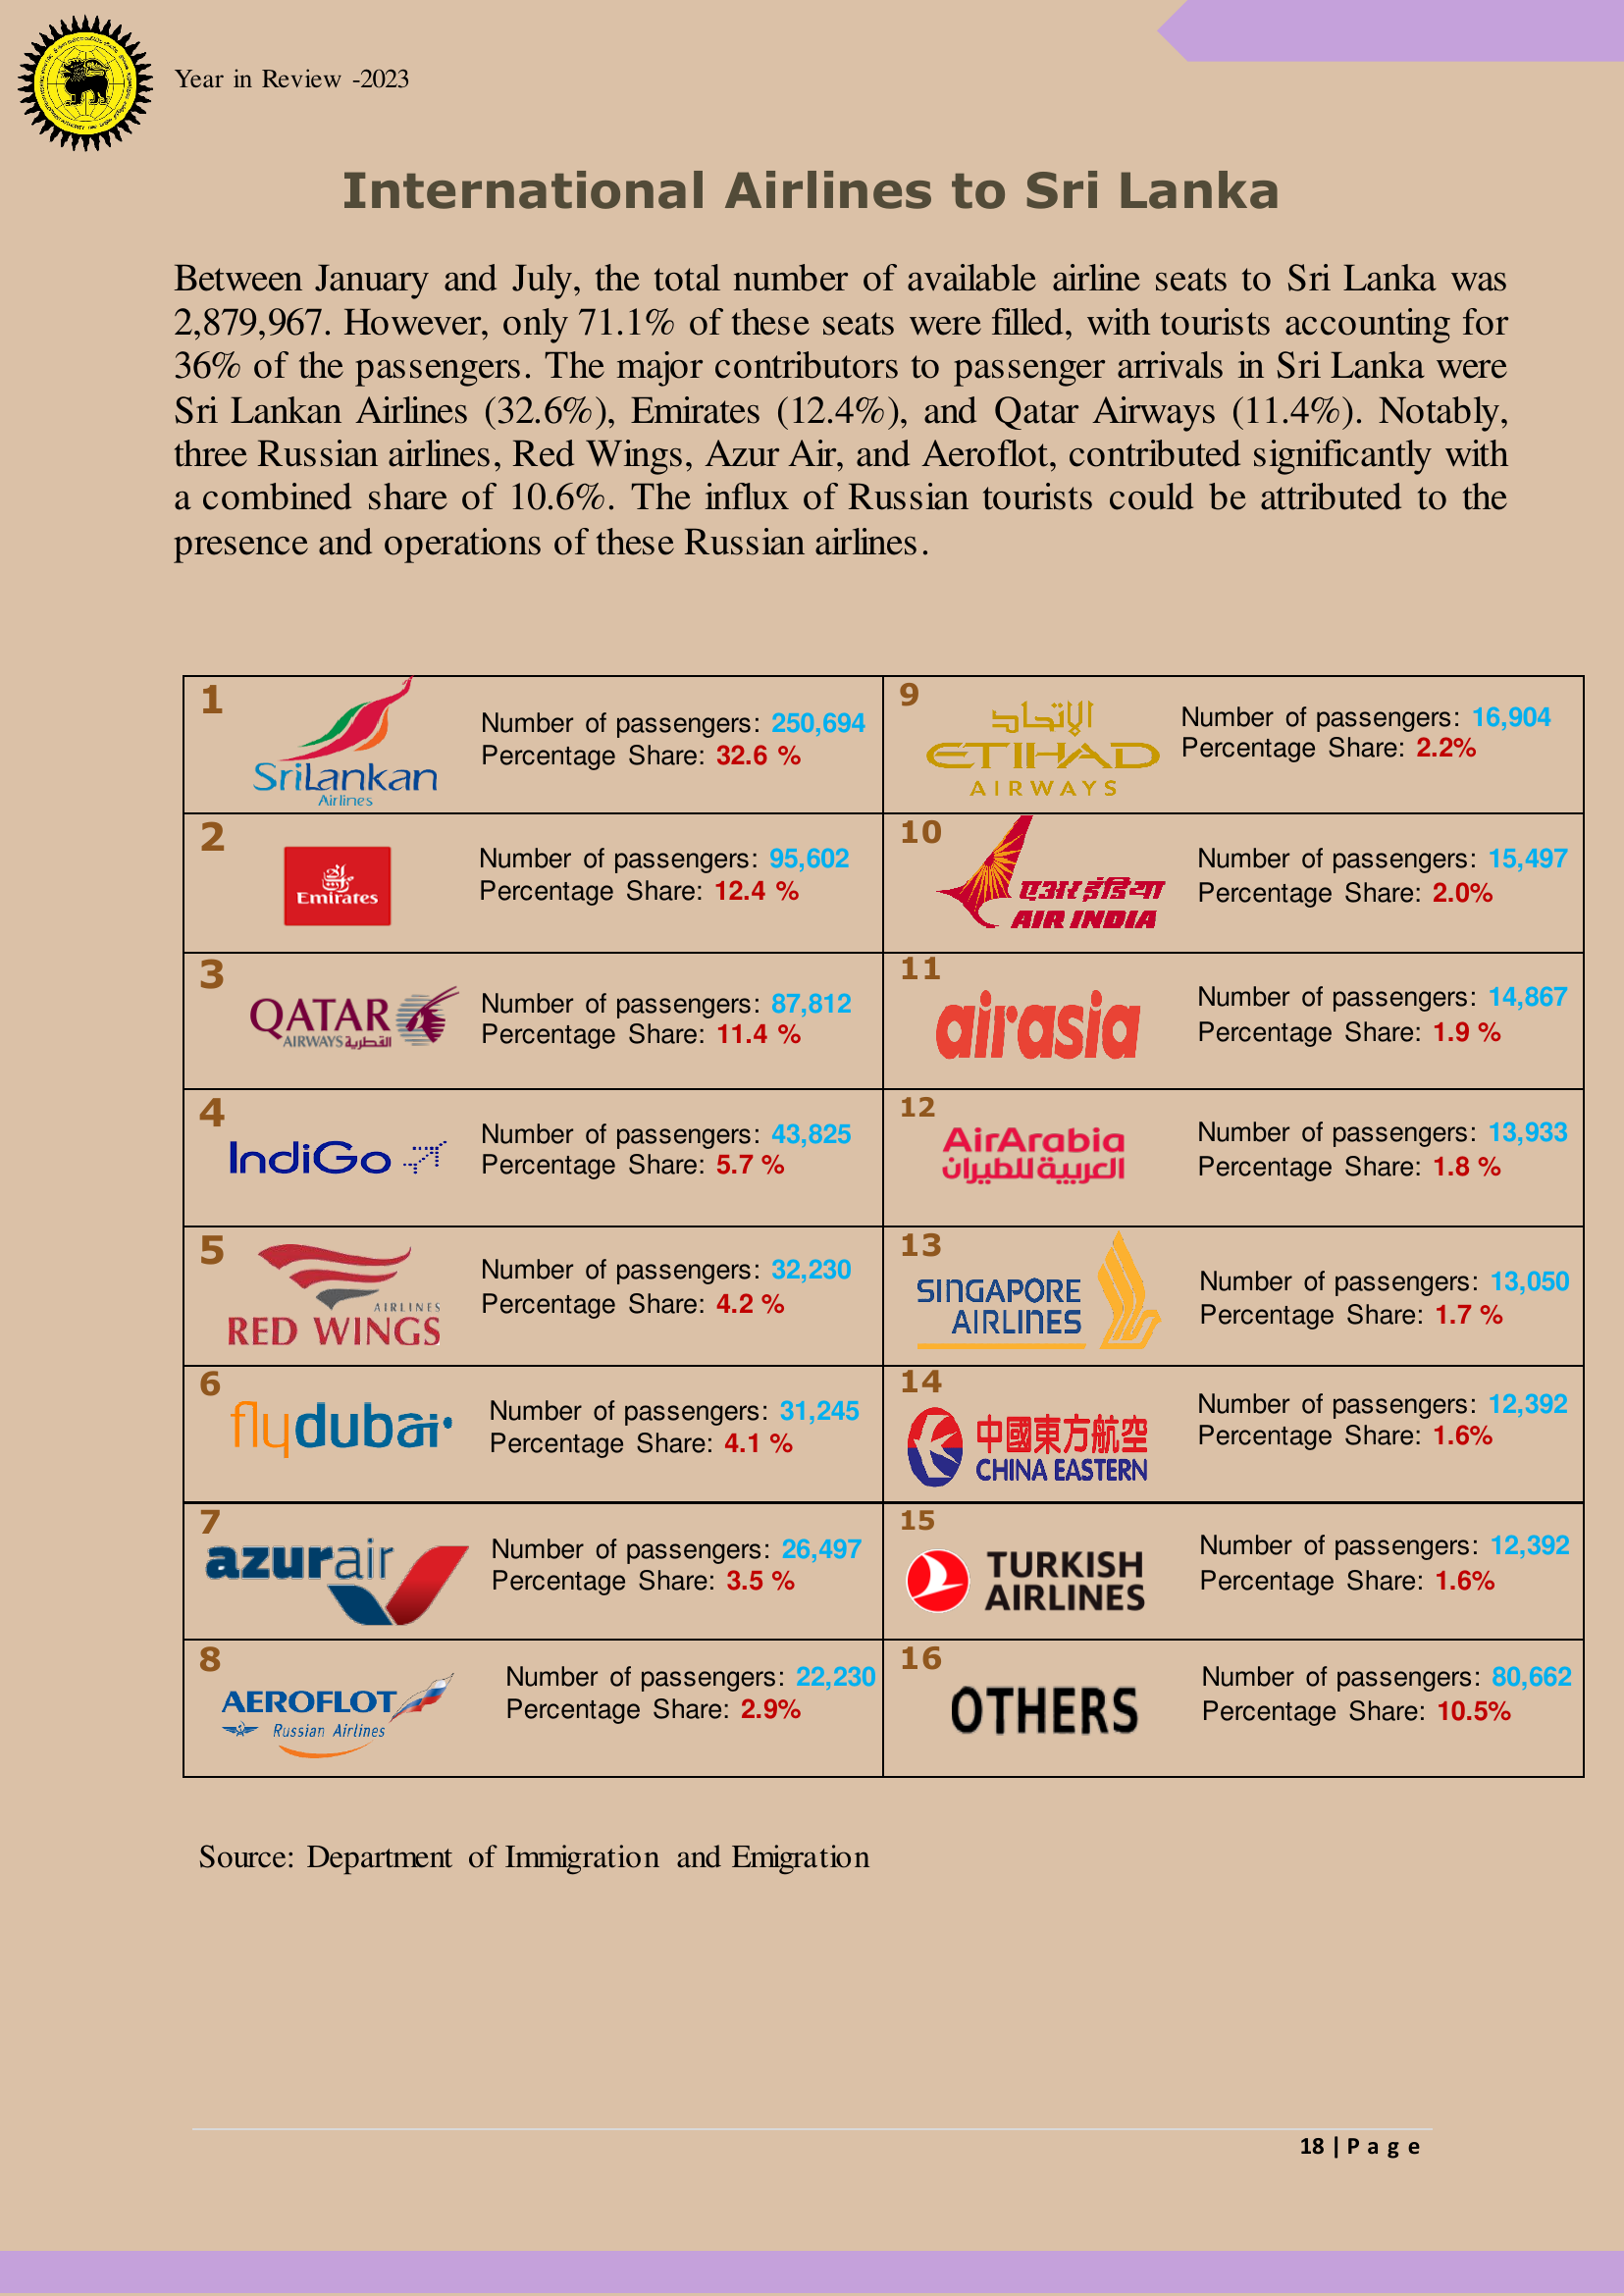 Year in Review -2023
International Airlines to Sri Lanka
Between January and July, the total number of available airline seats to Sri Lanka was
2,879,967. However, only 71.1% of these seats were filled, with tourists accounting for
36% of the passengers. The major contributors to passenger arrivals in Sri Lanka were
Sri Lankan Airlines (32.6%), Emirates (12.4%), and Qatar Airways (11.4%). Notably,
three Russian airlines, Red Wings, Azur Air, and Aeroflot, contributed significantly with
a combined share of 10.6%. The influx of Russian tourists could be attributed to the
presence and operations of these Russian airlines.
1
SriLankan
Airlines
Number of passengers: 250,694
Percentage Share: 32.6 %
9
الإتحاد
ETIHAD
AIRWAYS
Number of passengers: 16,904
Percentage Share: 2.2%
2
Emirates
Number of passengers: 95,602
Percentage Share: 12.4 %
10
एअर इंडिया
AIR INDIA
Number of passengers: 15,497
Percentage Share: 2.0%
3
QATAR
AIRWAYS القطرية
Number of passengers: 87,812
Percentage Share: 11.4 %
11
airasia
Number of passengers: 14,867
Percentage Share: 1.9 %
4
IndiGo
Number of passengers: 43,825
Percentage Share: 5.7 %
12
AirArabia
العربية للطيران
Number of passengers: 13,933
Percentage Share: 1.8 %
5
AIRLINES
RED WINGS
Number of passengers: 32,230
Percentage Share: 4.2 %
13
SINGAPORE
AIRLINES
Number of passengers: 13,050
Percentage Share: 1.7 %
6
flydubai
Number of passengers: 31,245
Percentage Share: 4.1 %
14
中國東方航空
CHINA EASTERN
Number of passengers: 12,392
Percentage Share: 1.6%
7
azurair
Number of passengers: 26,497
Percentage Share: 3.5 %
15
TURKISH
AIRLINES
Number of passengers: 12,392
Percentage Share: 1.6%
8
AEROFLOT
Russian Airlines
Number of passengers: 22,230
Percentage Share: 2.9%
16
OTHERS
Number of passengers: 80,662
Percentage Share: 10.5%
Source: Department of Immigration and Emigration
18 | P a g e